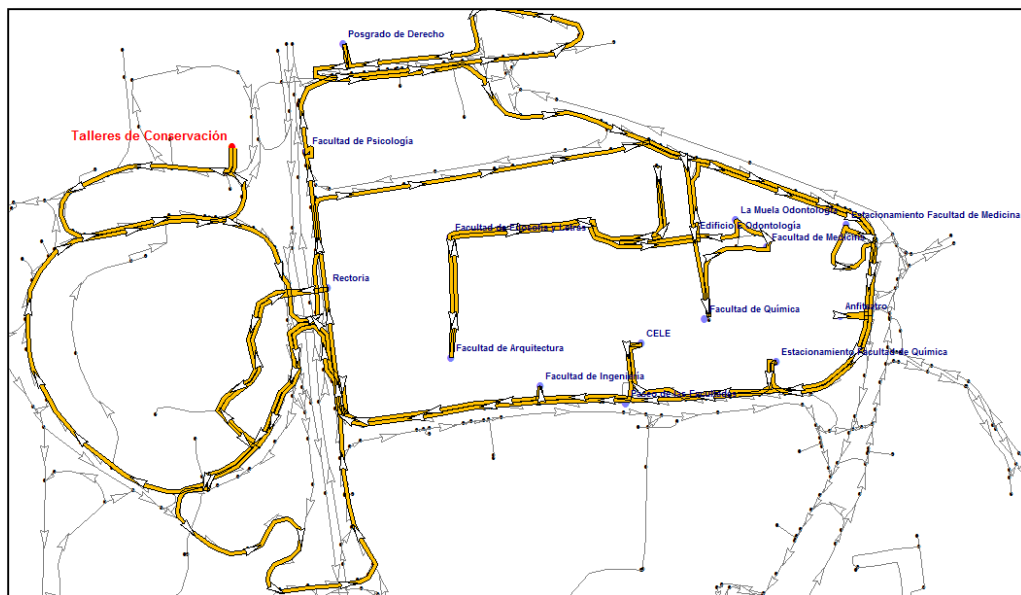 Posgrado de Derecho
Talleres de Conservación
Facultad de Psicología
La Muela Odontología
Estacionamiento Facultad de Medicina
Facultad de Filosofía y Letras
Edificio Odontología
Facultad de Medicina
Rectoría
Facultad de Química
Anfiteatro
CELE
Facultad de Arquitectura
Estacionamiento Facultad de Química
Facultad de Ingeniería
Paseo de las Facultades